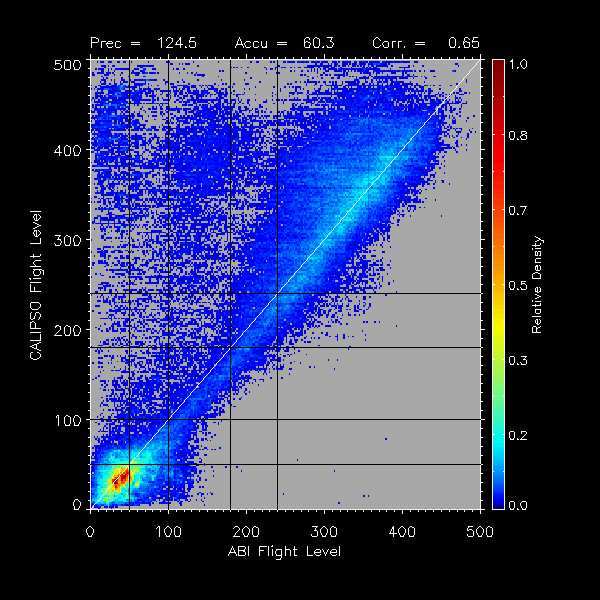 Prec = 124.5 Accu = 60.3 Corr. = 0.65
500
400
300
200
100
0
CALIPSO Flight Level
0 100 200 300 400 500
ABI Flight Level
1.0
0.8
0.7
0.5
0.3
0.2
0.0
Relative Density